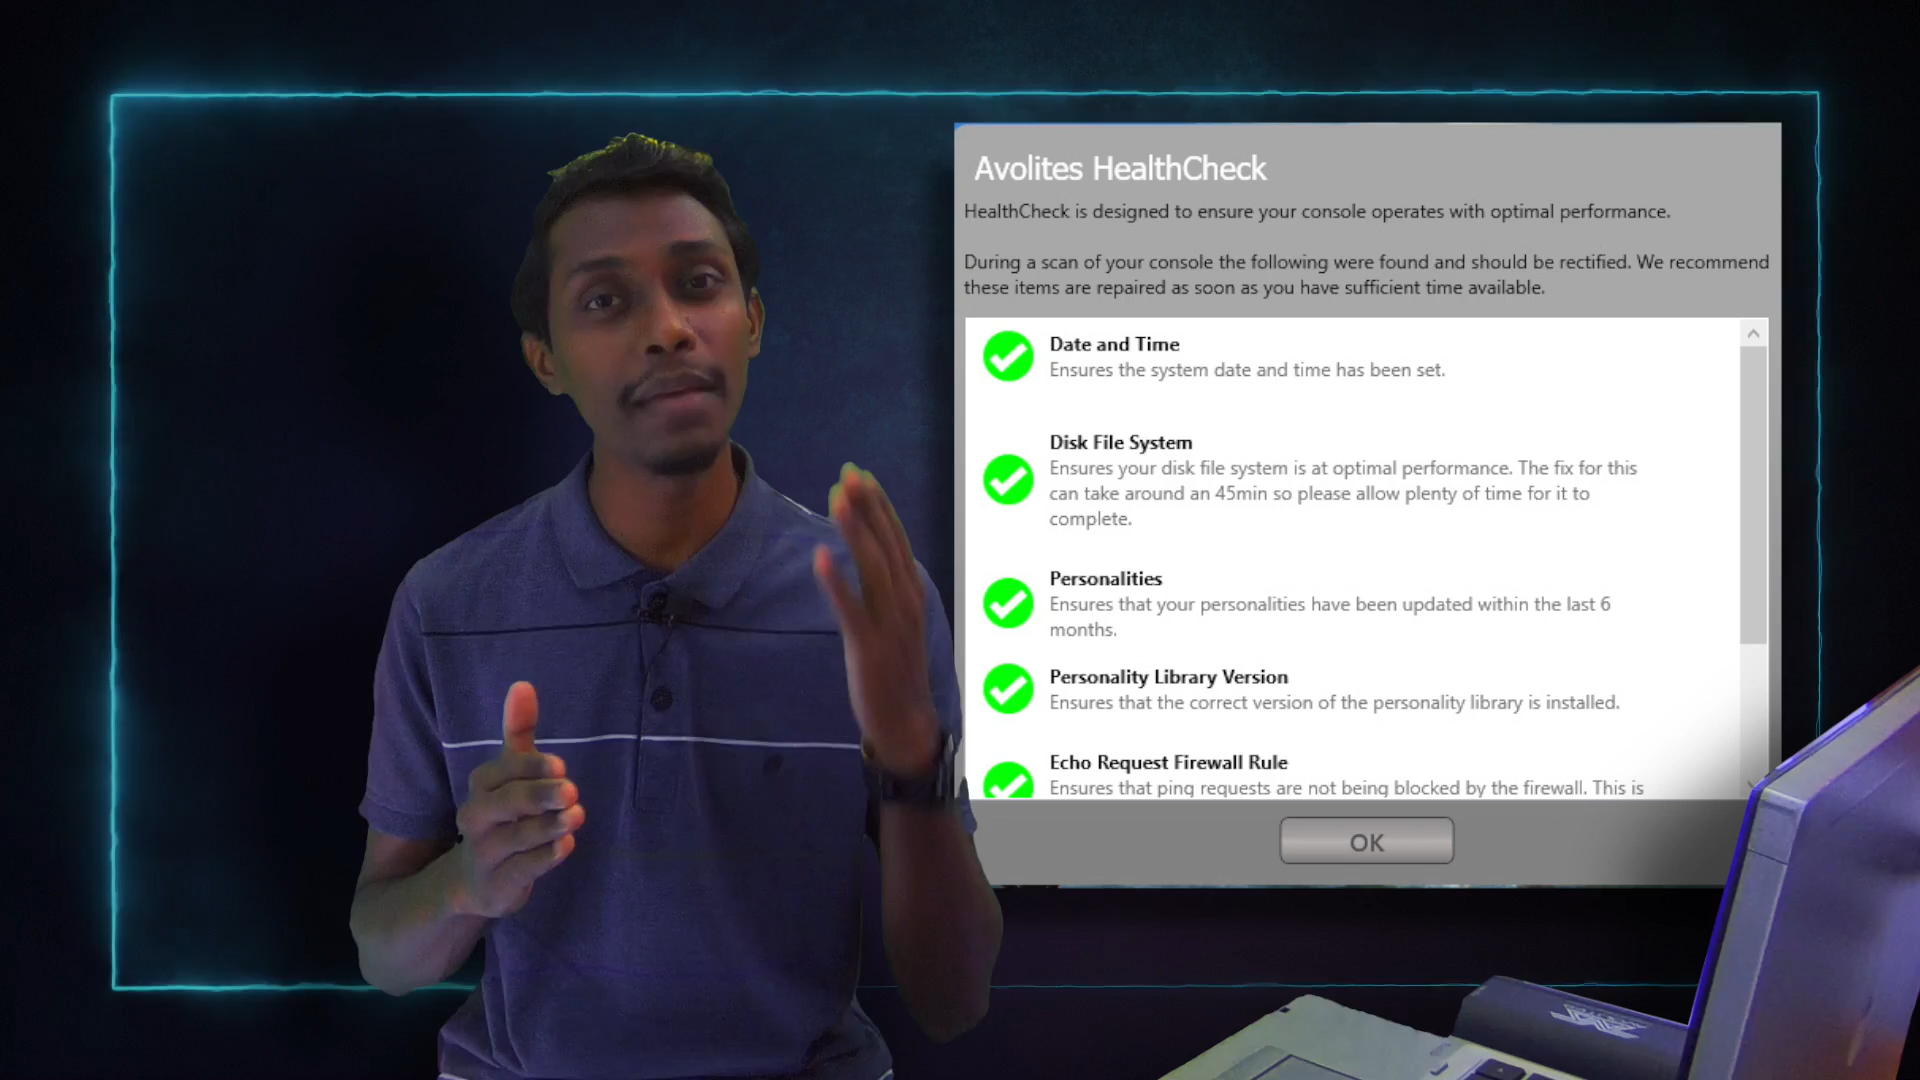 Avolites HealthCheck
HealthCheck is designed to ensure your console operates with optimal performance.
During a scan of your console the following were found and should be rectified. We recommend
these items are repaired as soon as you have sufficient time available.
Date and Time
Ensures the system date and time has been set.
Disk File System
Ensures your disk file system is at optimal performance. The fix for this
can take around an 45min so please allow plenty of time for it to
complete.
Personalities
Ensures that your personalities have been updated within the last 6
months.
Personality Library Version
Ensures that the correct version of the personality library is installed.
Echo Request Firewall Rule
Ensures that ping requests are not being blocked by the firewall. This is
OK